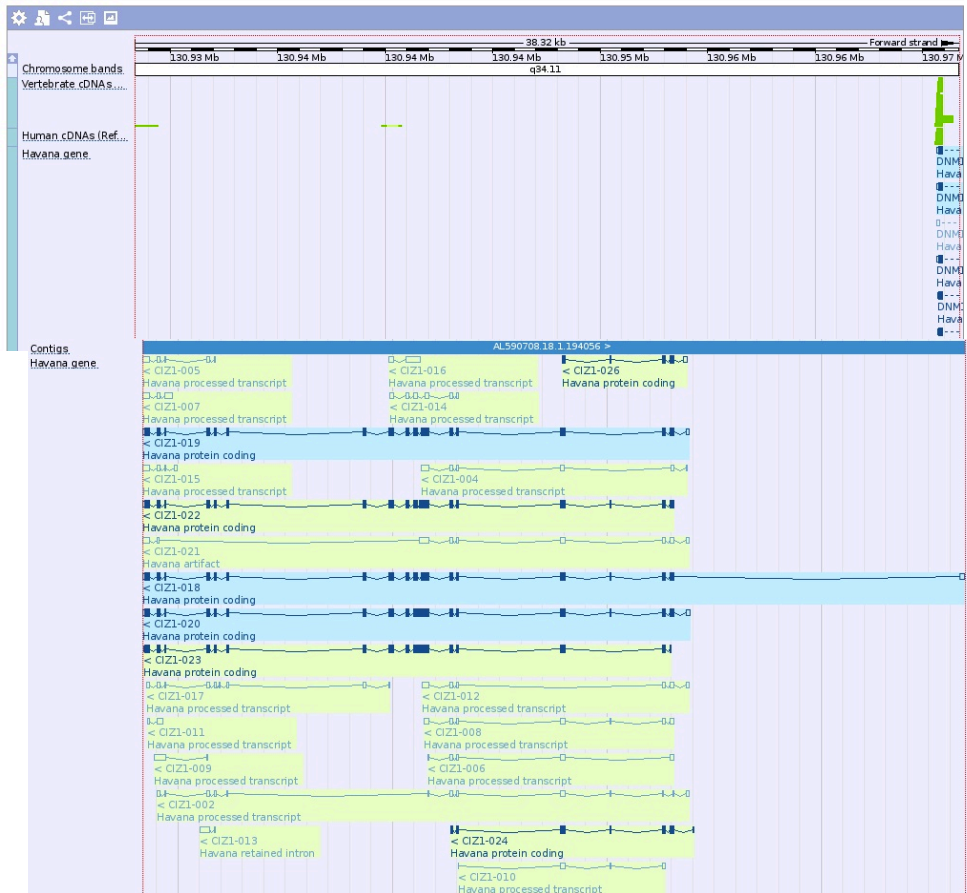 38.32 kb
Forward strand
130.93 Mb 130.94 Mb 130.94 Mb 130.94 Mb 130.95 Mb 130.96 Mb 130.96 Mb 130.97 M
Chromosome bands
q34.11
Vertebrate cDNAs ...
Human cDNAs (Ref...
Havana gene
DNM
Hava
DNM
Hava
DNM
Hava
DNM
Hava
DNM
Hava
Contigs
AL590708.18.1.194056 >
Havana gene
< CIZ1-005 < CIZ1-016 < CIZ1-026
Havana processed transcript Havana processed transcript Havana protein coding
< CIZ1-007 < CIZ1-014
Havana processed transcript Havana processed transcript
< CIZ1-019
Havana protein coding
< CIZ1-015 < CIZ1-004
Havana processed transcript Havana processed transcript
< CIZ1-022
Havana protein coding
< CIZ1-021
Havana artifact
< CIZ1-018
Havana protein coding
< CIZ1-020
Havana protein coding
< CIZ1-023
Havana protein coding
< CIZ1-017 < CIZ1-012
Havana processed transcript Havana processed transcript
< CIZ1-011 < CIZ1-008
Havana processed transcript Havana processed transcript
< CIZ1-009 < CIZ1-006
Havana processed transcript Havana processed transcript
< CIZ1-002
Havana processed transcript
< CIZ1-013 < CIZ1-024
Havana retained intron Havana protein coding
< CIZ1-010
Havana processed transcript